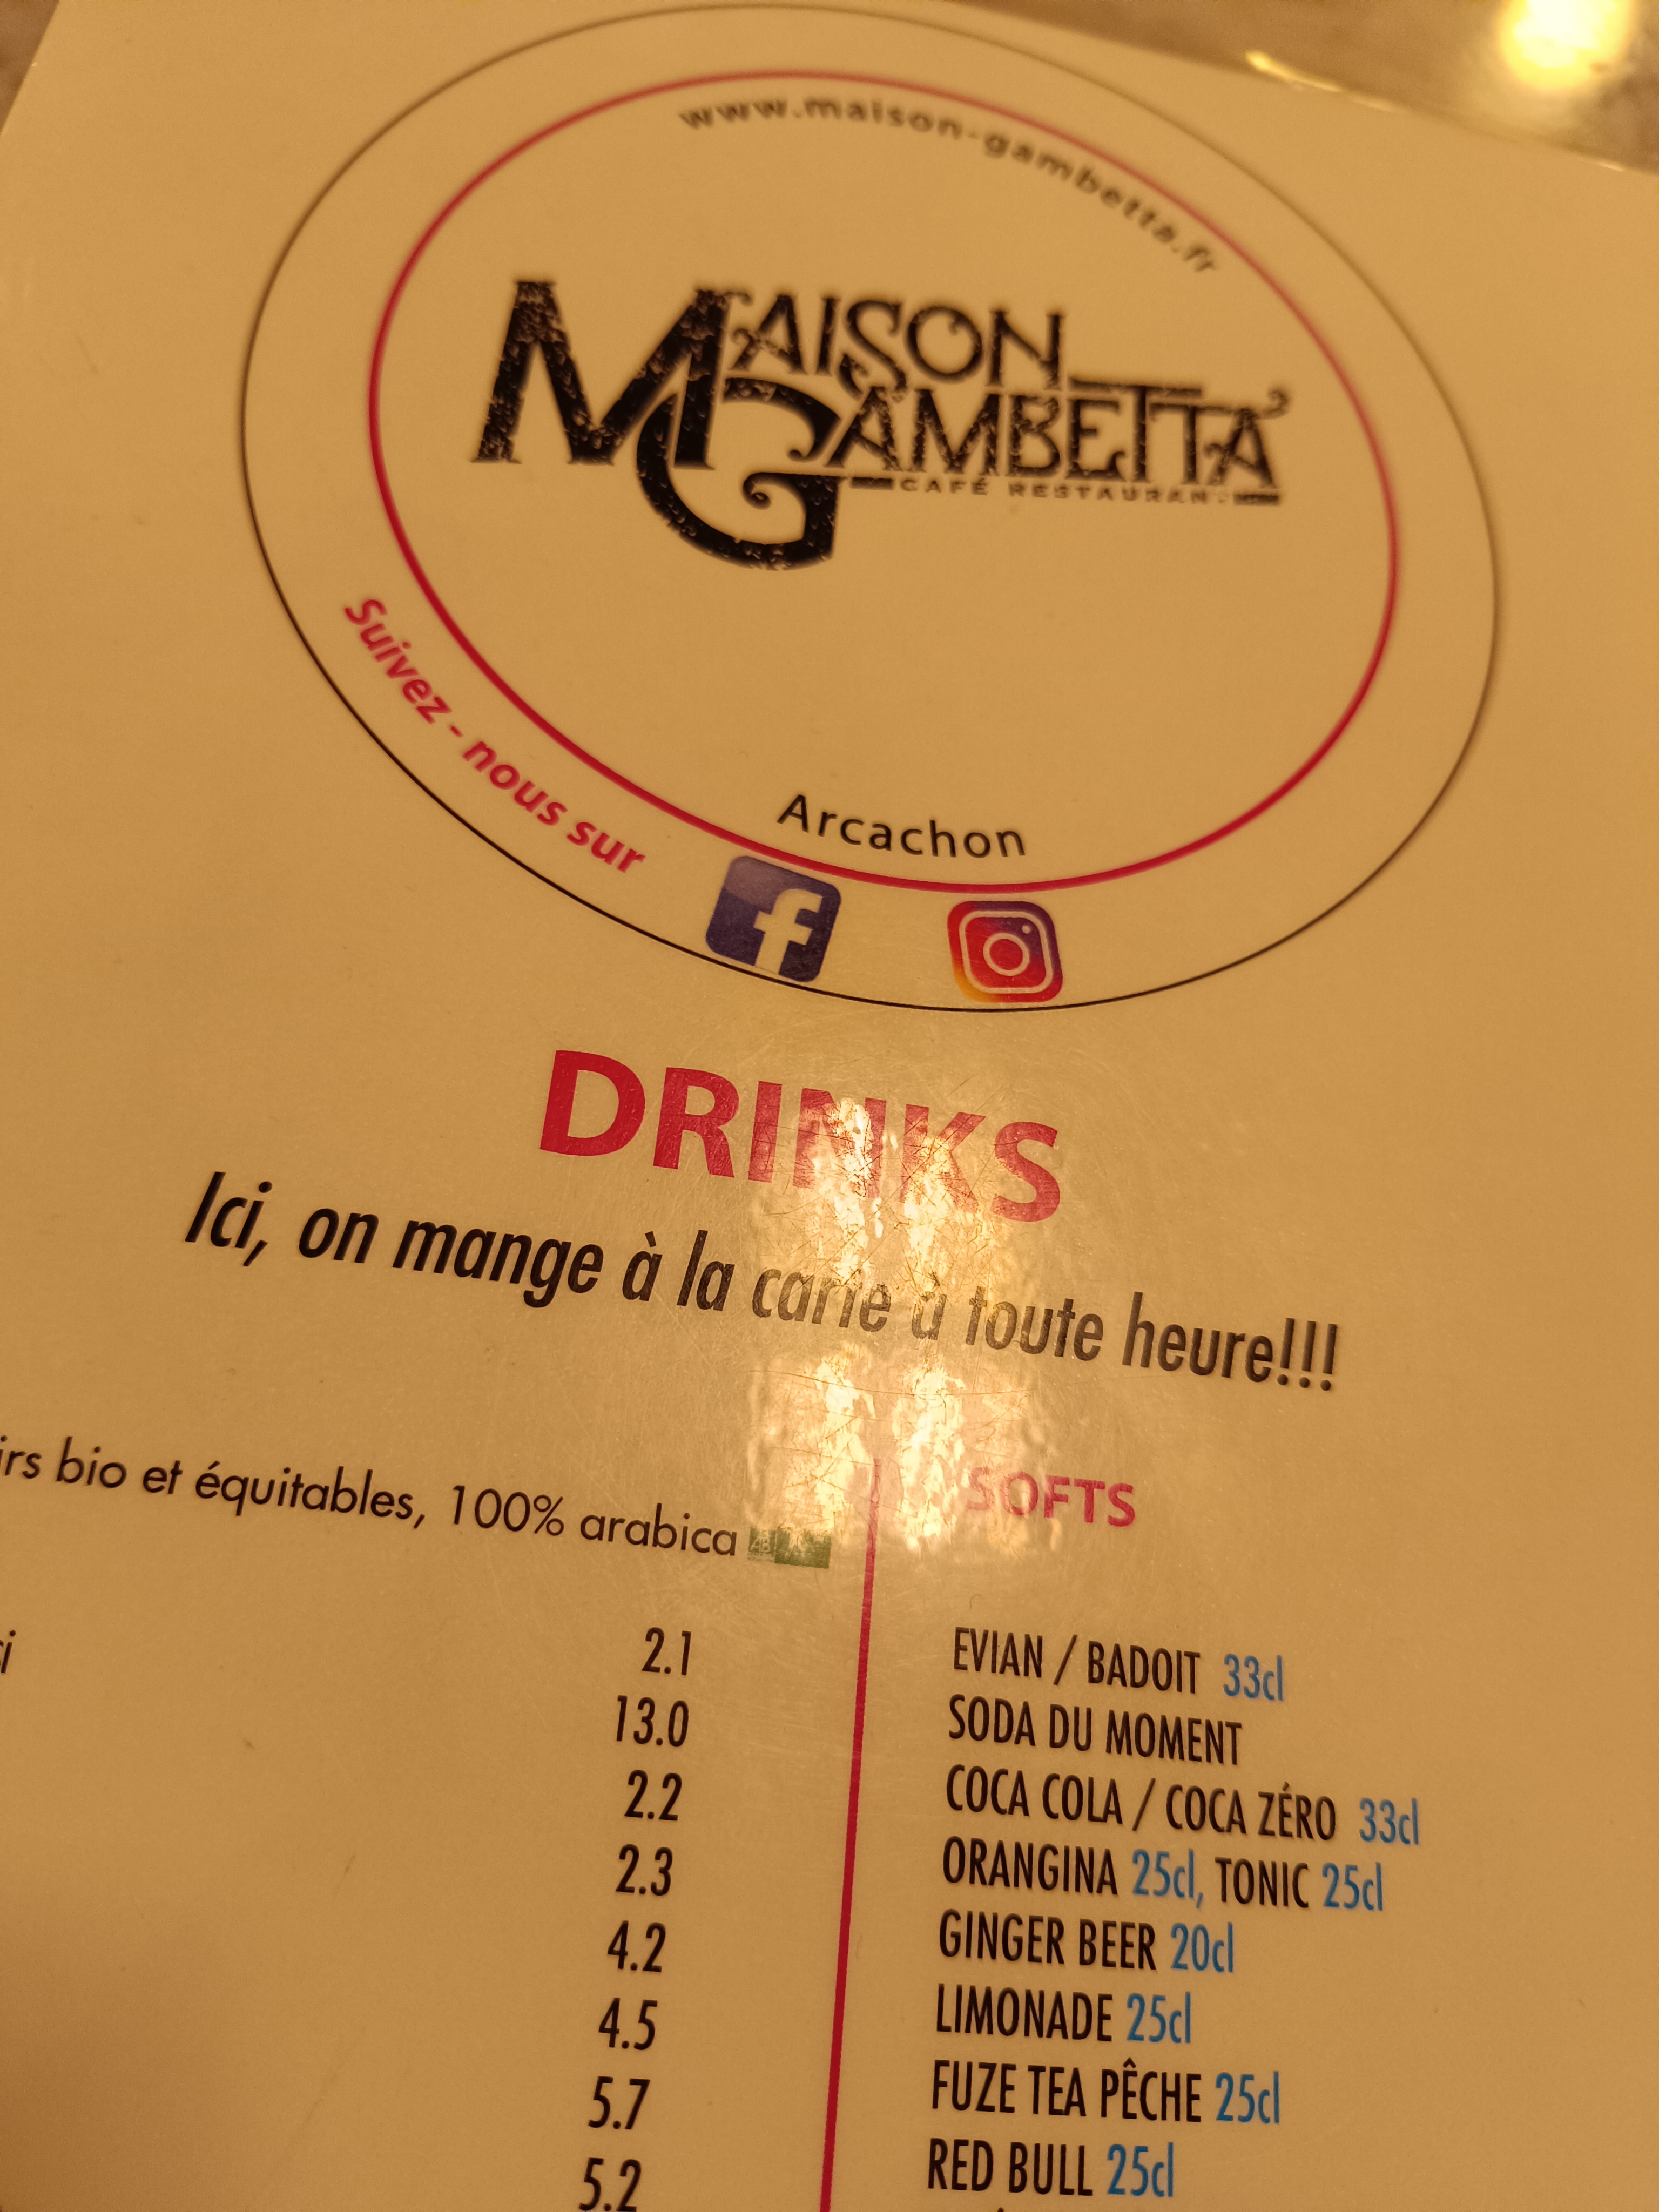 www.maison-gambetta.fr
MAISON
GAMBETTA
CAFÉ RESTAURANT
Arcachon
Suivez - nous sur
DRINKS
Ici, on mange à la carte à toute heure!!!
bio et équitables, 100% arabica AB
2.1
13.0
2.2
2.3
4.2
4.5
5.7
5.2
SOFTS
EVIAN / BADOIT 33cl
SODA DU MOMENT
COCA COLA / COCA ZÉRO 33cl
ORANGINA 25cl, TONIC 25cl
GINGER BEER 20cl
LIMONADE 25cl
FUZE TEA PÊCHE 25cl
RED BULL 25cl